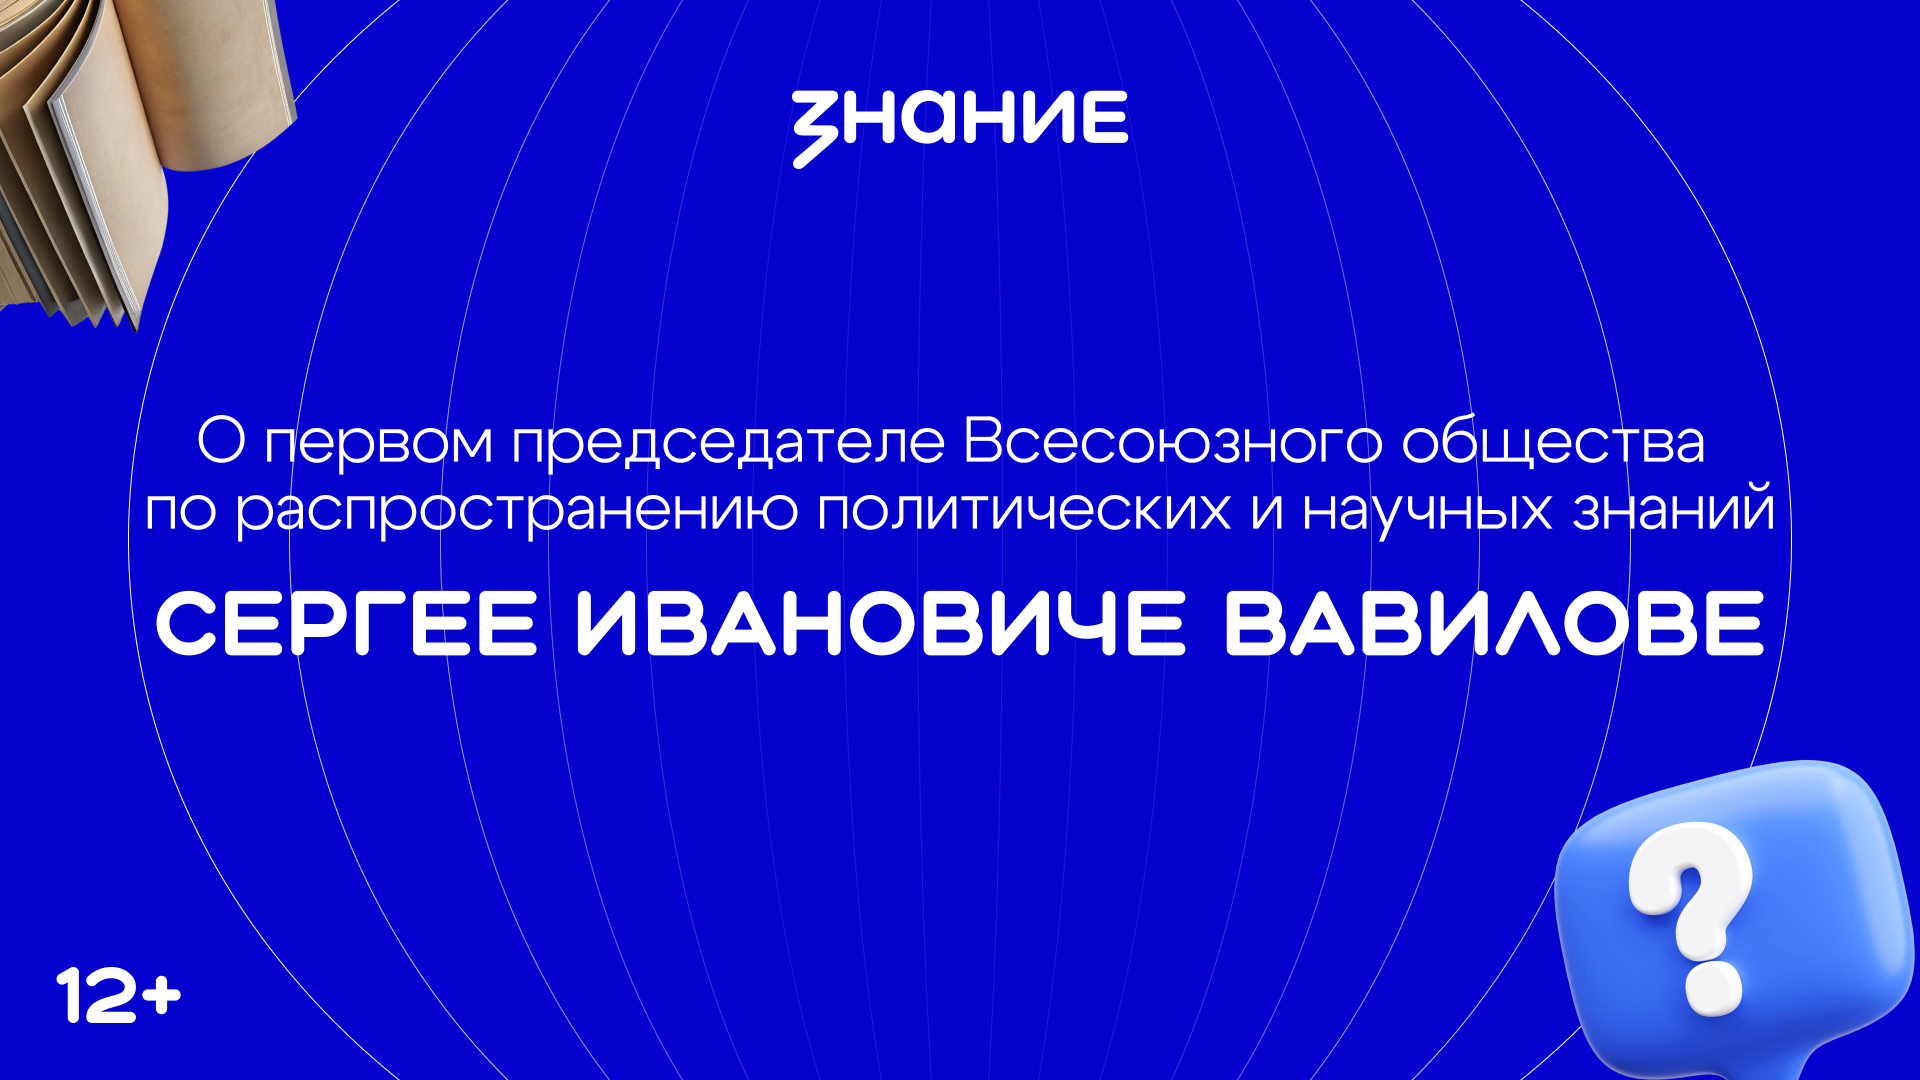 знание
О первом председателе Всесоюзного общества
по распространению политических и научных знаний
СЕРГЕЕ ИВАНОВИЧЕ ВАВИЛОВЕ
?
12+